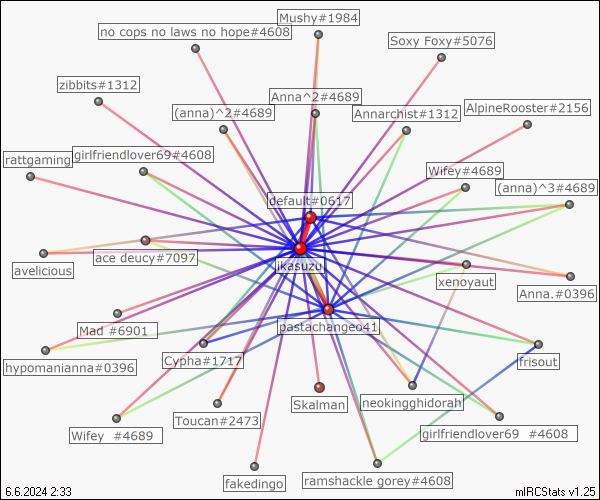 Mushy#1984
no cops no laws no hope#4608
Soxy Foxy#5076
zibbits#1312
Anna^2#4689
(anna)^2#4689
Annarchist#1312
AlpineRooster#2156
rattgaming
girlfriendlover69#4608
Wifey#4689
(anna)^3#4689
default#0617
avelicious
ace deucy#7097
ikasuzu
xenoyaut
Anna.#0396
Mad #6901
pastachangeo41
hypomanianna#0396
Cypha#1717
frisout
Skalman
neokingghidorah
Toucan#2473
Wifey #4689
girlfriendlover69 #4608
fakedingo
ramshackle gorey#4608
6.6.2024 2:33
mIRCStats v1.25